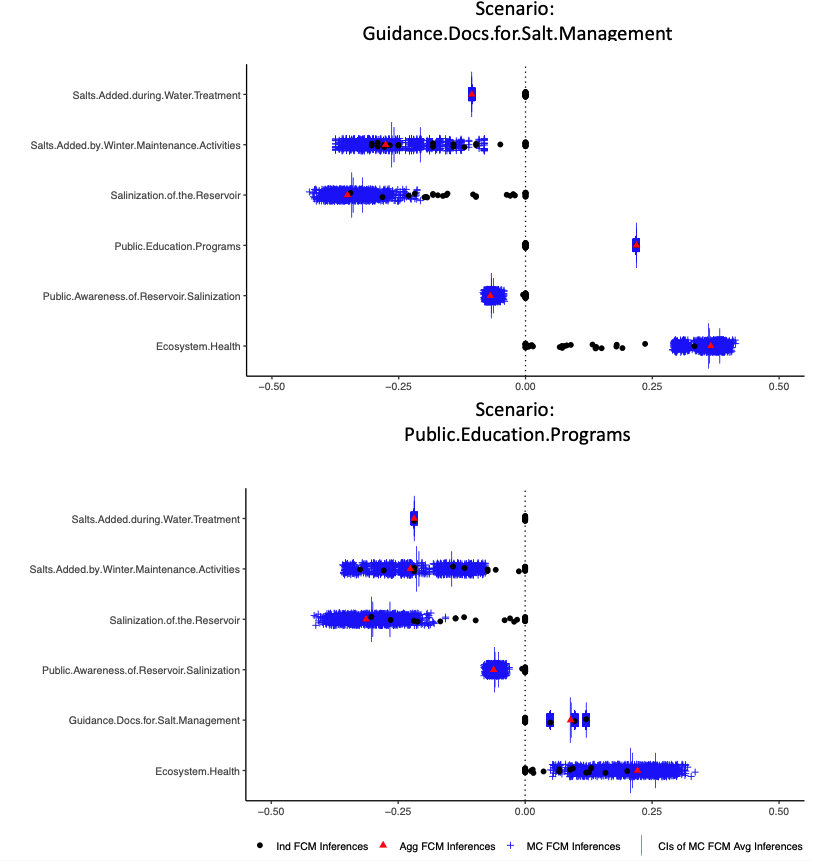 Scenario:
Guidance.Docs.for.Salt.Management
Salts.Added.during.Water.Treatment
Salts.Added.by.Winter.Maintenance.Activities
Salinization.of.the.Reservoir
Public.Education.Programs
Public.Awareness.of.Reservoir.Salinization
Ecosystem.Health
−0.50 −0.25 0.00 0.25 0.50
Scenario:
Public.Education.Programs
Salts.Added.during.Water.Treatment
Salts.Added.by.Winter.Maintenance.Activities
Salinization.of.the.Reservoir
Public.Awareness.of.Reservoir.Salinization
Guidance.Docs.for.Salt.Management
Ecosystem.Health
−0.50 −0.25 0.00 0.25 0.50
Ind FCM Inferences Agg FCM Inferences MC FCM Inferences CIs of MC FCM Avg Inferences